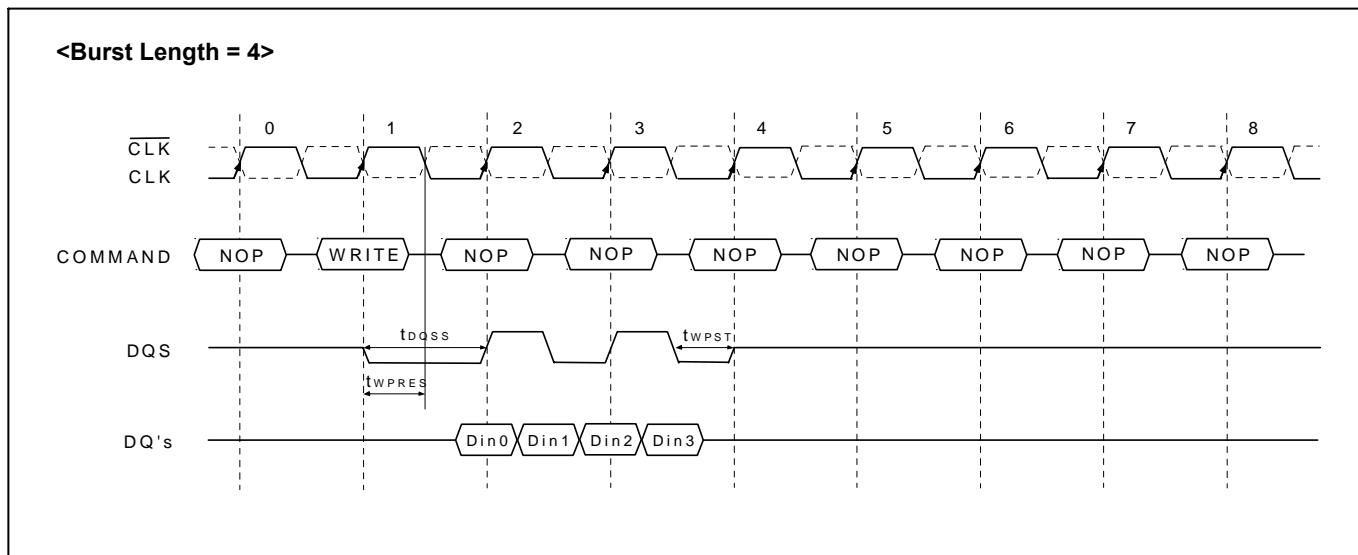 <Burst Length = 4>
0 1 2 3 4 5 6 7 8
CLK
CLK
COMMAND NOP WRITE NOP NOP NOP NOP NOP NOP NOP
tDQSS tWPST
DQS
tWPRES
DQ's Din0 Din1 Din2 Din3